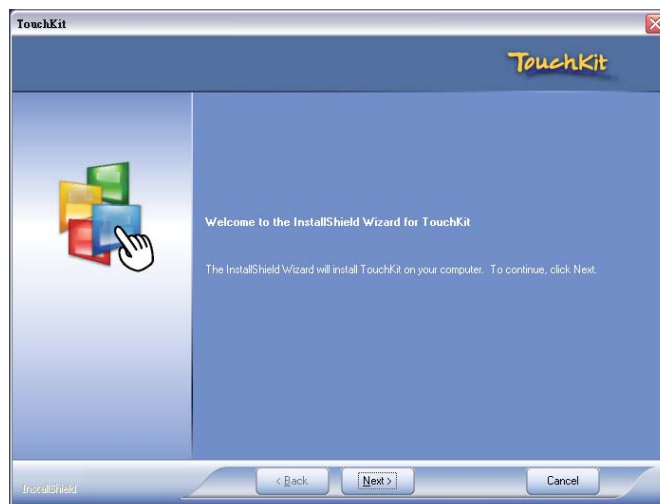 TouchKit
TouchKit
Welcome to the InstallShield Wizard for TouchKit
The InstallShield Wizard will install TouchKit on your computer. To continue, click Next.
InstallShield
< Back
Next >
Cancel